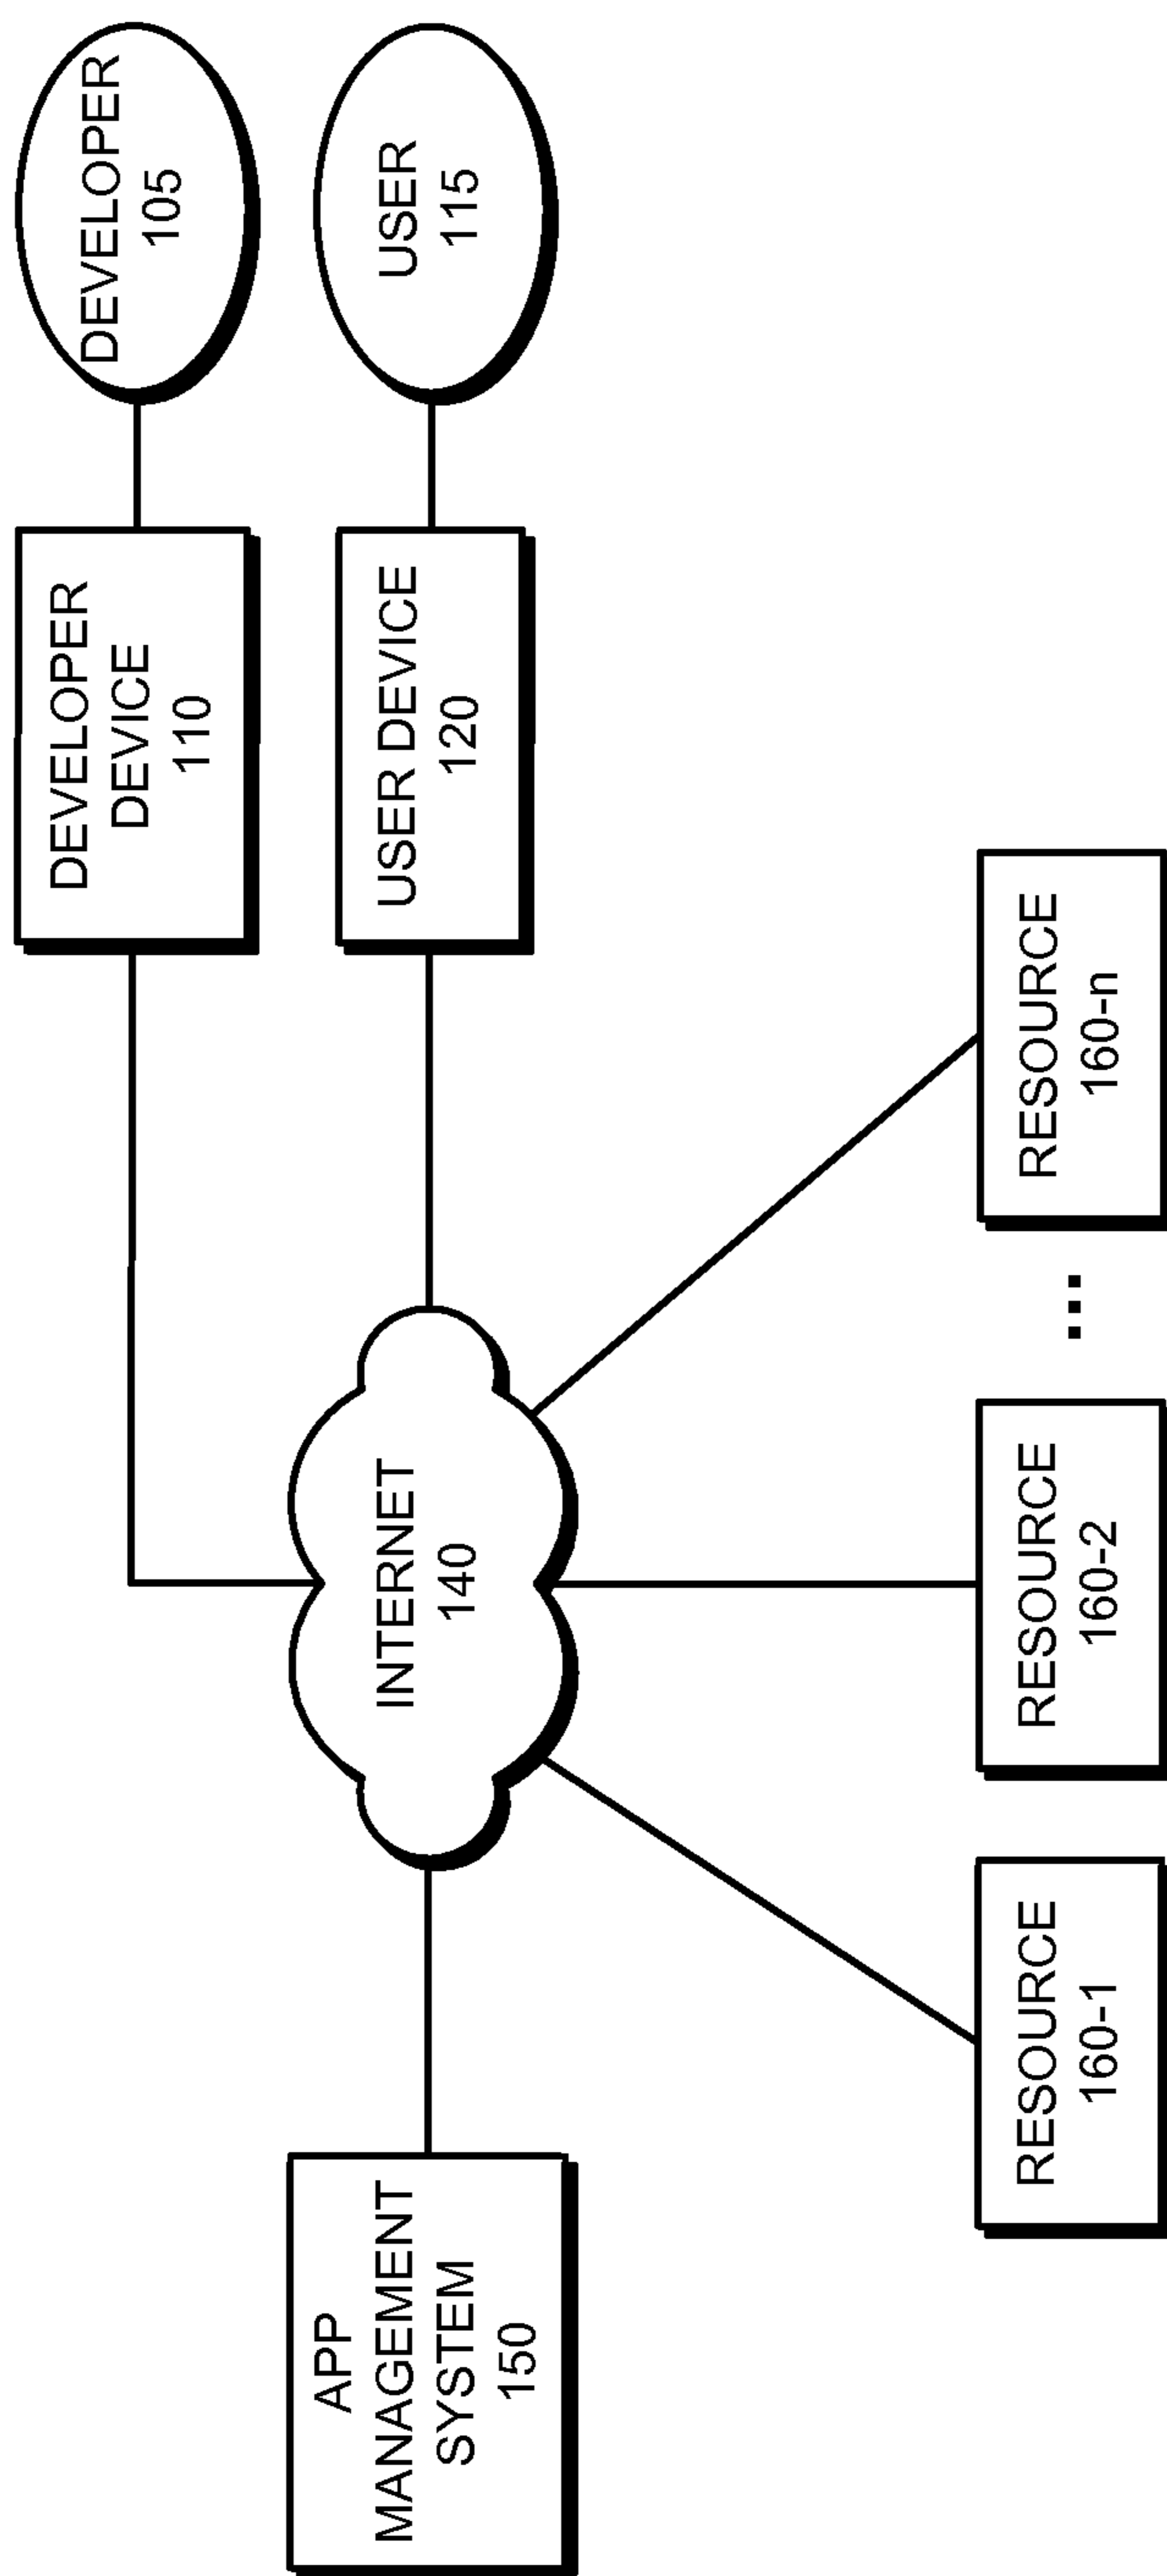 DEVELOPER
105
DEVELOPER
DEVICE
110
USER
115
USER DEVICE
120
INTERNET
140
APP
MANAGEMENT
SYSTEM
150
RESOURCE
160-1
RESOURCE
160-2
...
RESOURCE
160-n